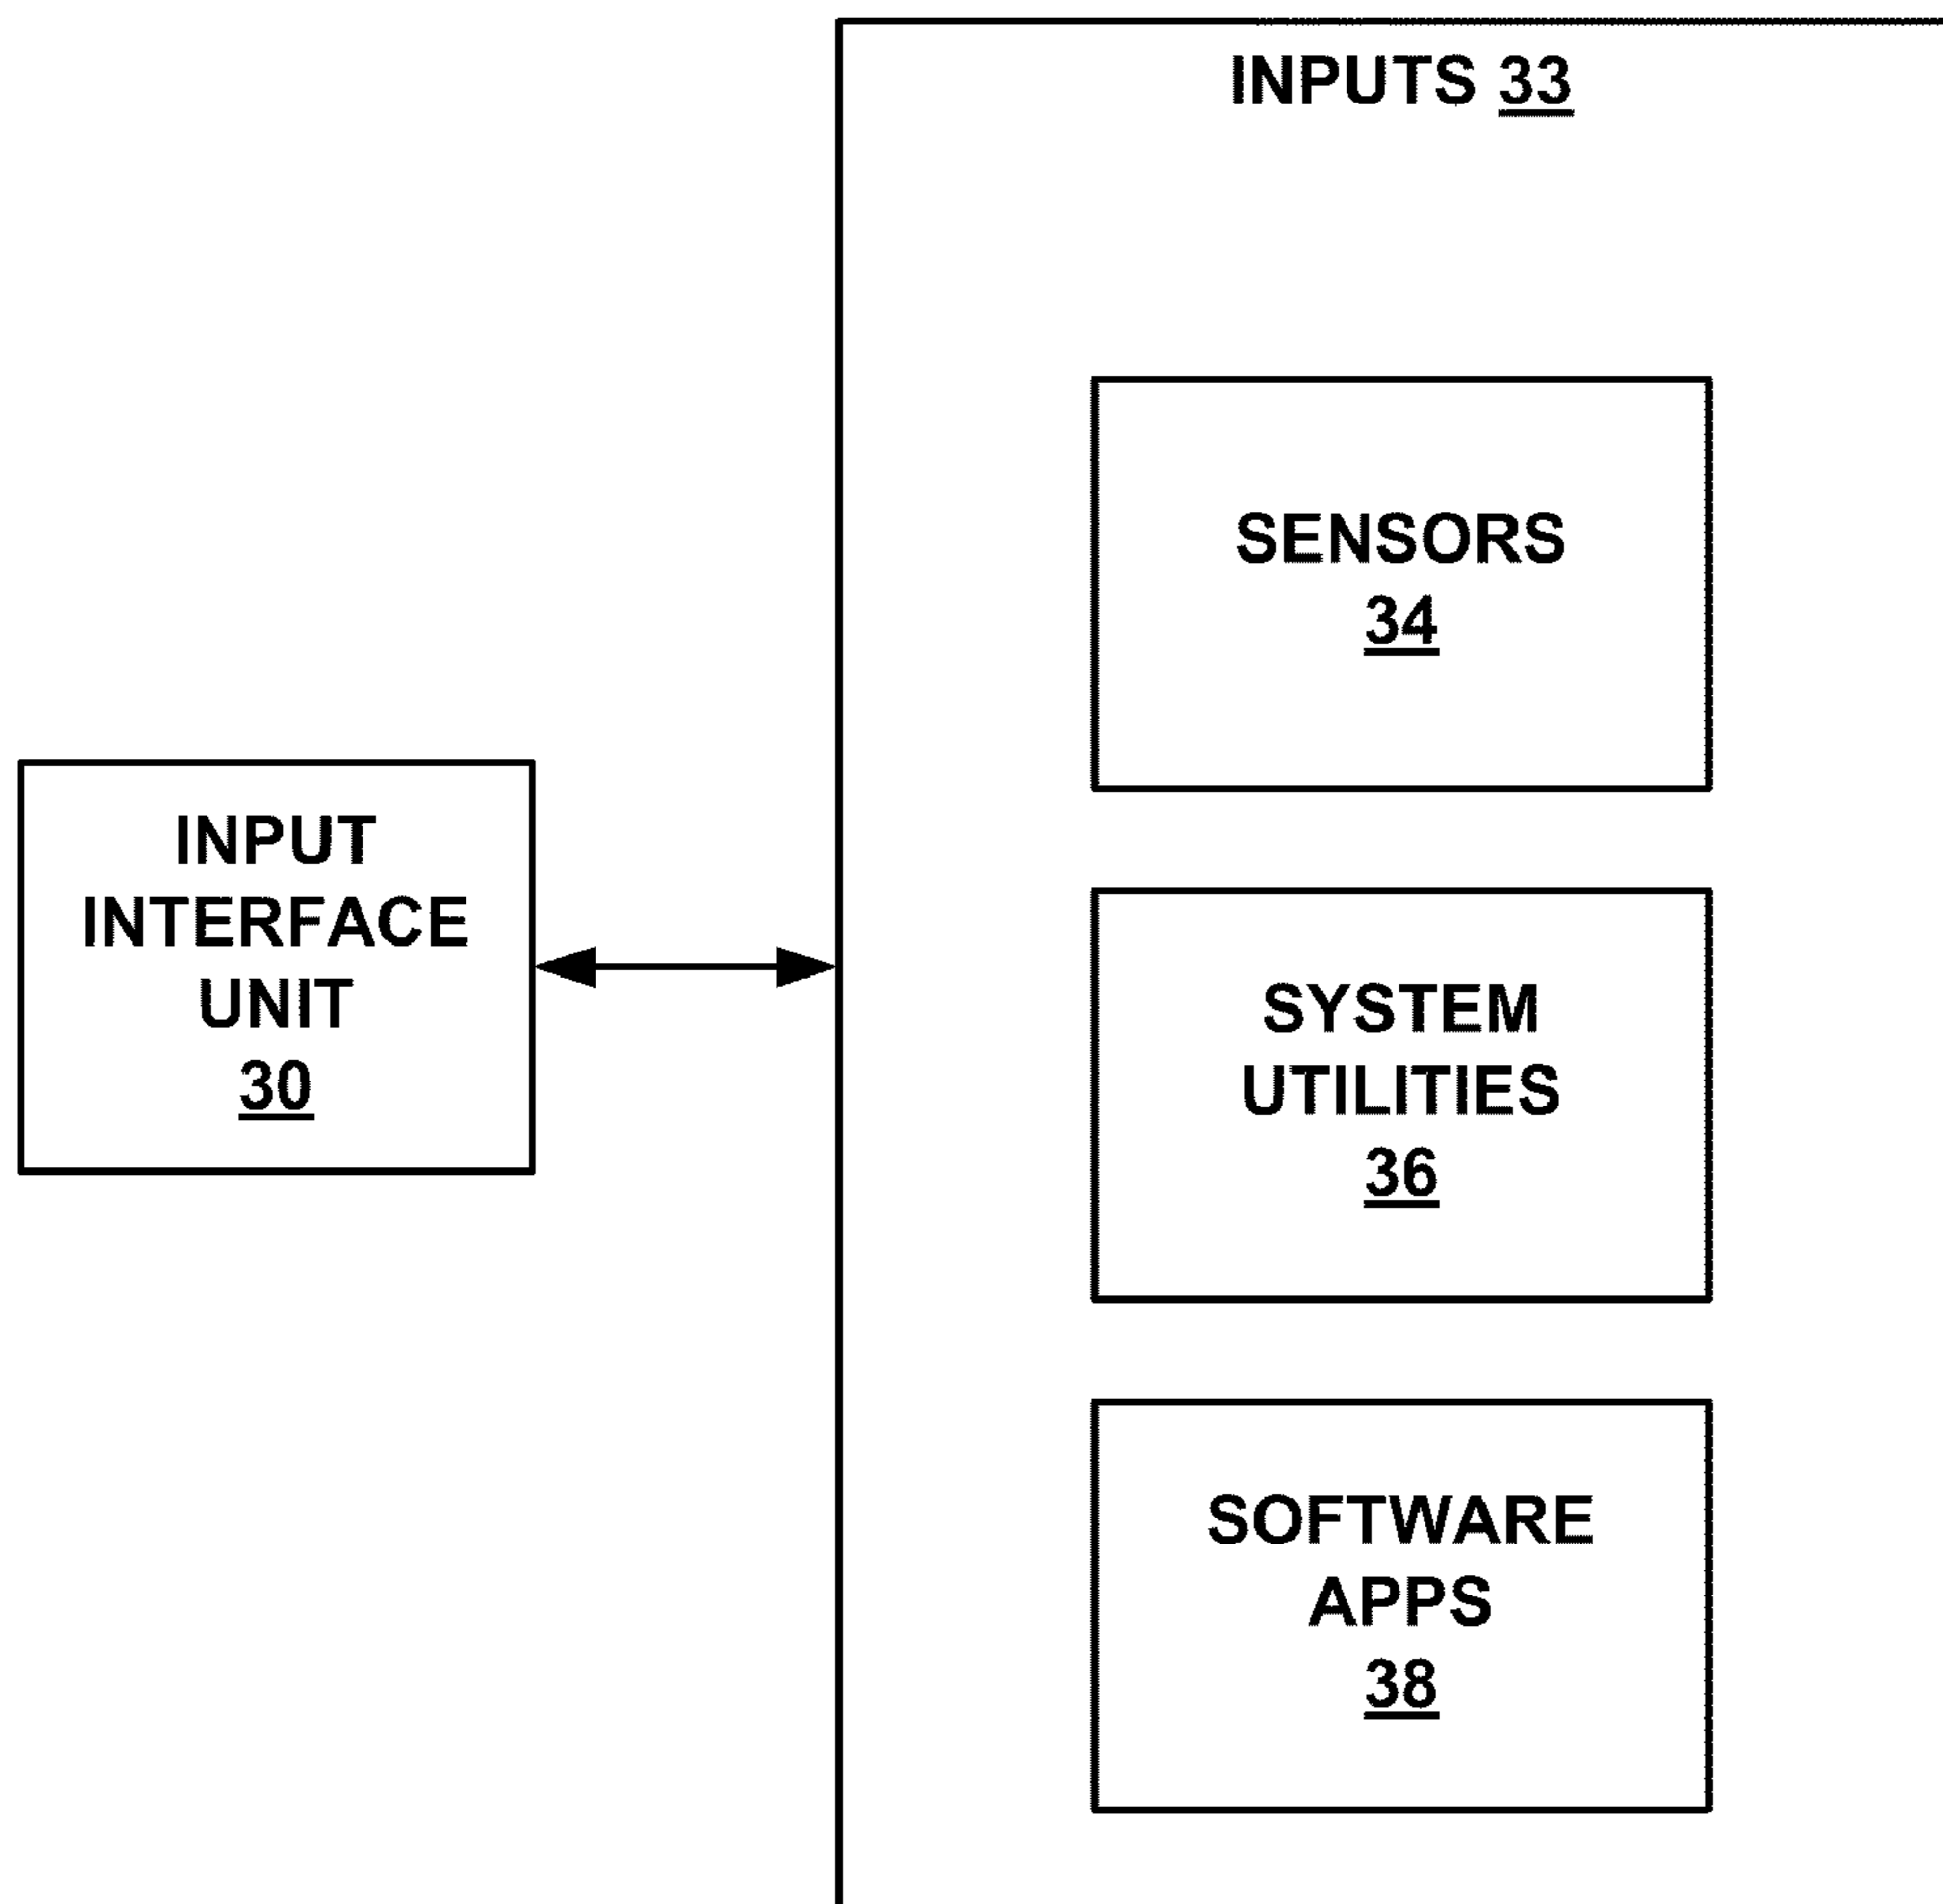 INPUTS 33
SENSORS
34
INPUT
INTERFACE
UNIT
30
SYSTEM
UTILITIES
36
SOFTWARE
APPS
38